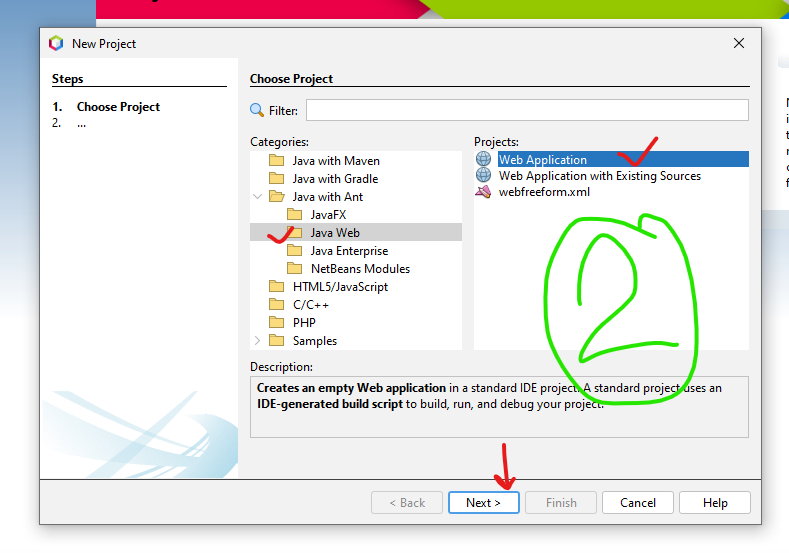 New Project
Steps
1. Choose Project
2. ...
Choose Project
Filter:
Categories:
Java with Maven
Java with Gradle
Java with Ant
JavaFX
Java Web
Java Enterprise
NetBeans Modules
HTML5/JavaScript
C/C++
PHP
Samples
Projects:
Web Application
Web Application with Existing Sources
webfreeform.xml
2
Description:
Creates an empty Web application in a standard IDE project. A standard project uses an
IDE-generated build script to build, run, and debug your project.
< Back
Next >
Finish
Cancel
Help